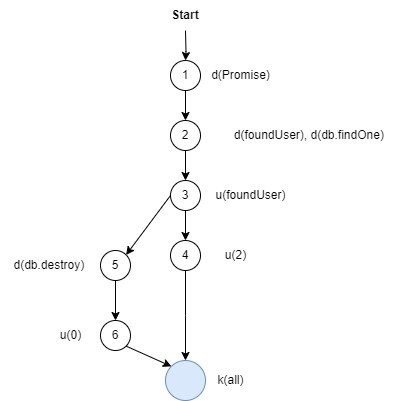 Start
1 d(Promise)
2 d(foundUser), d(db.findOne)
3 u(foundUser)
4 u(2)
d(db.destroy) 5
u(0) 6
k(all)